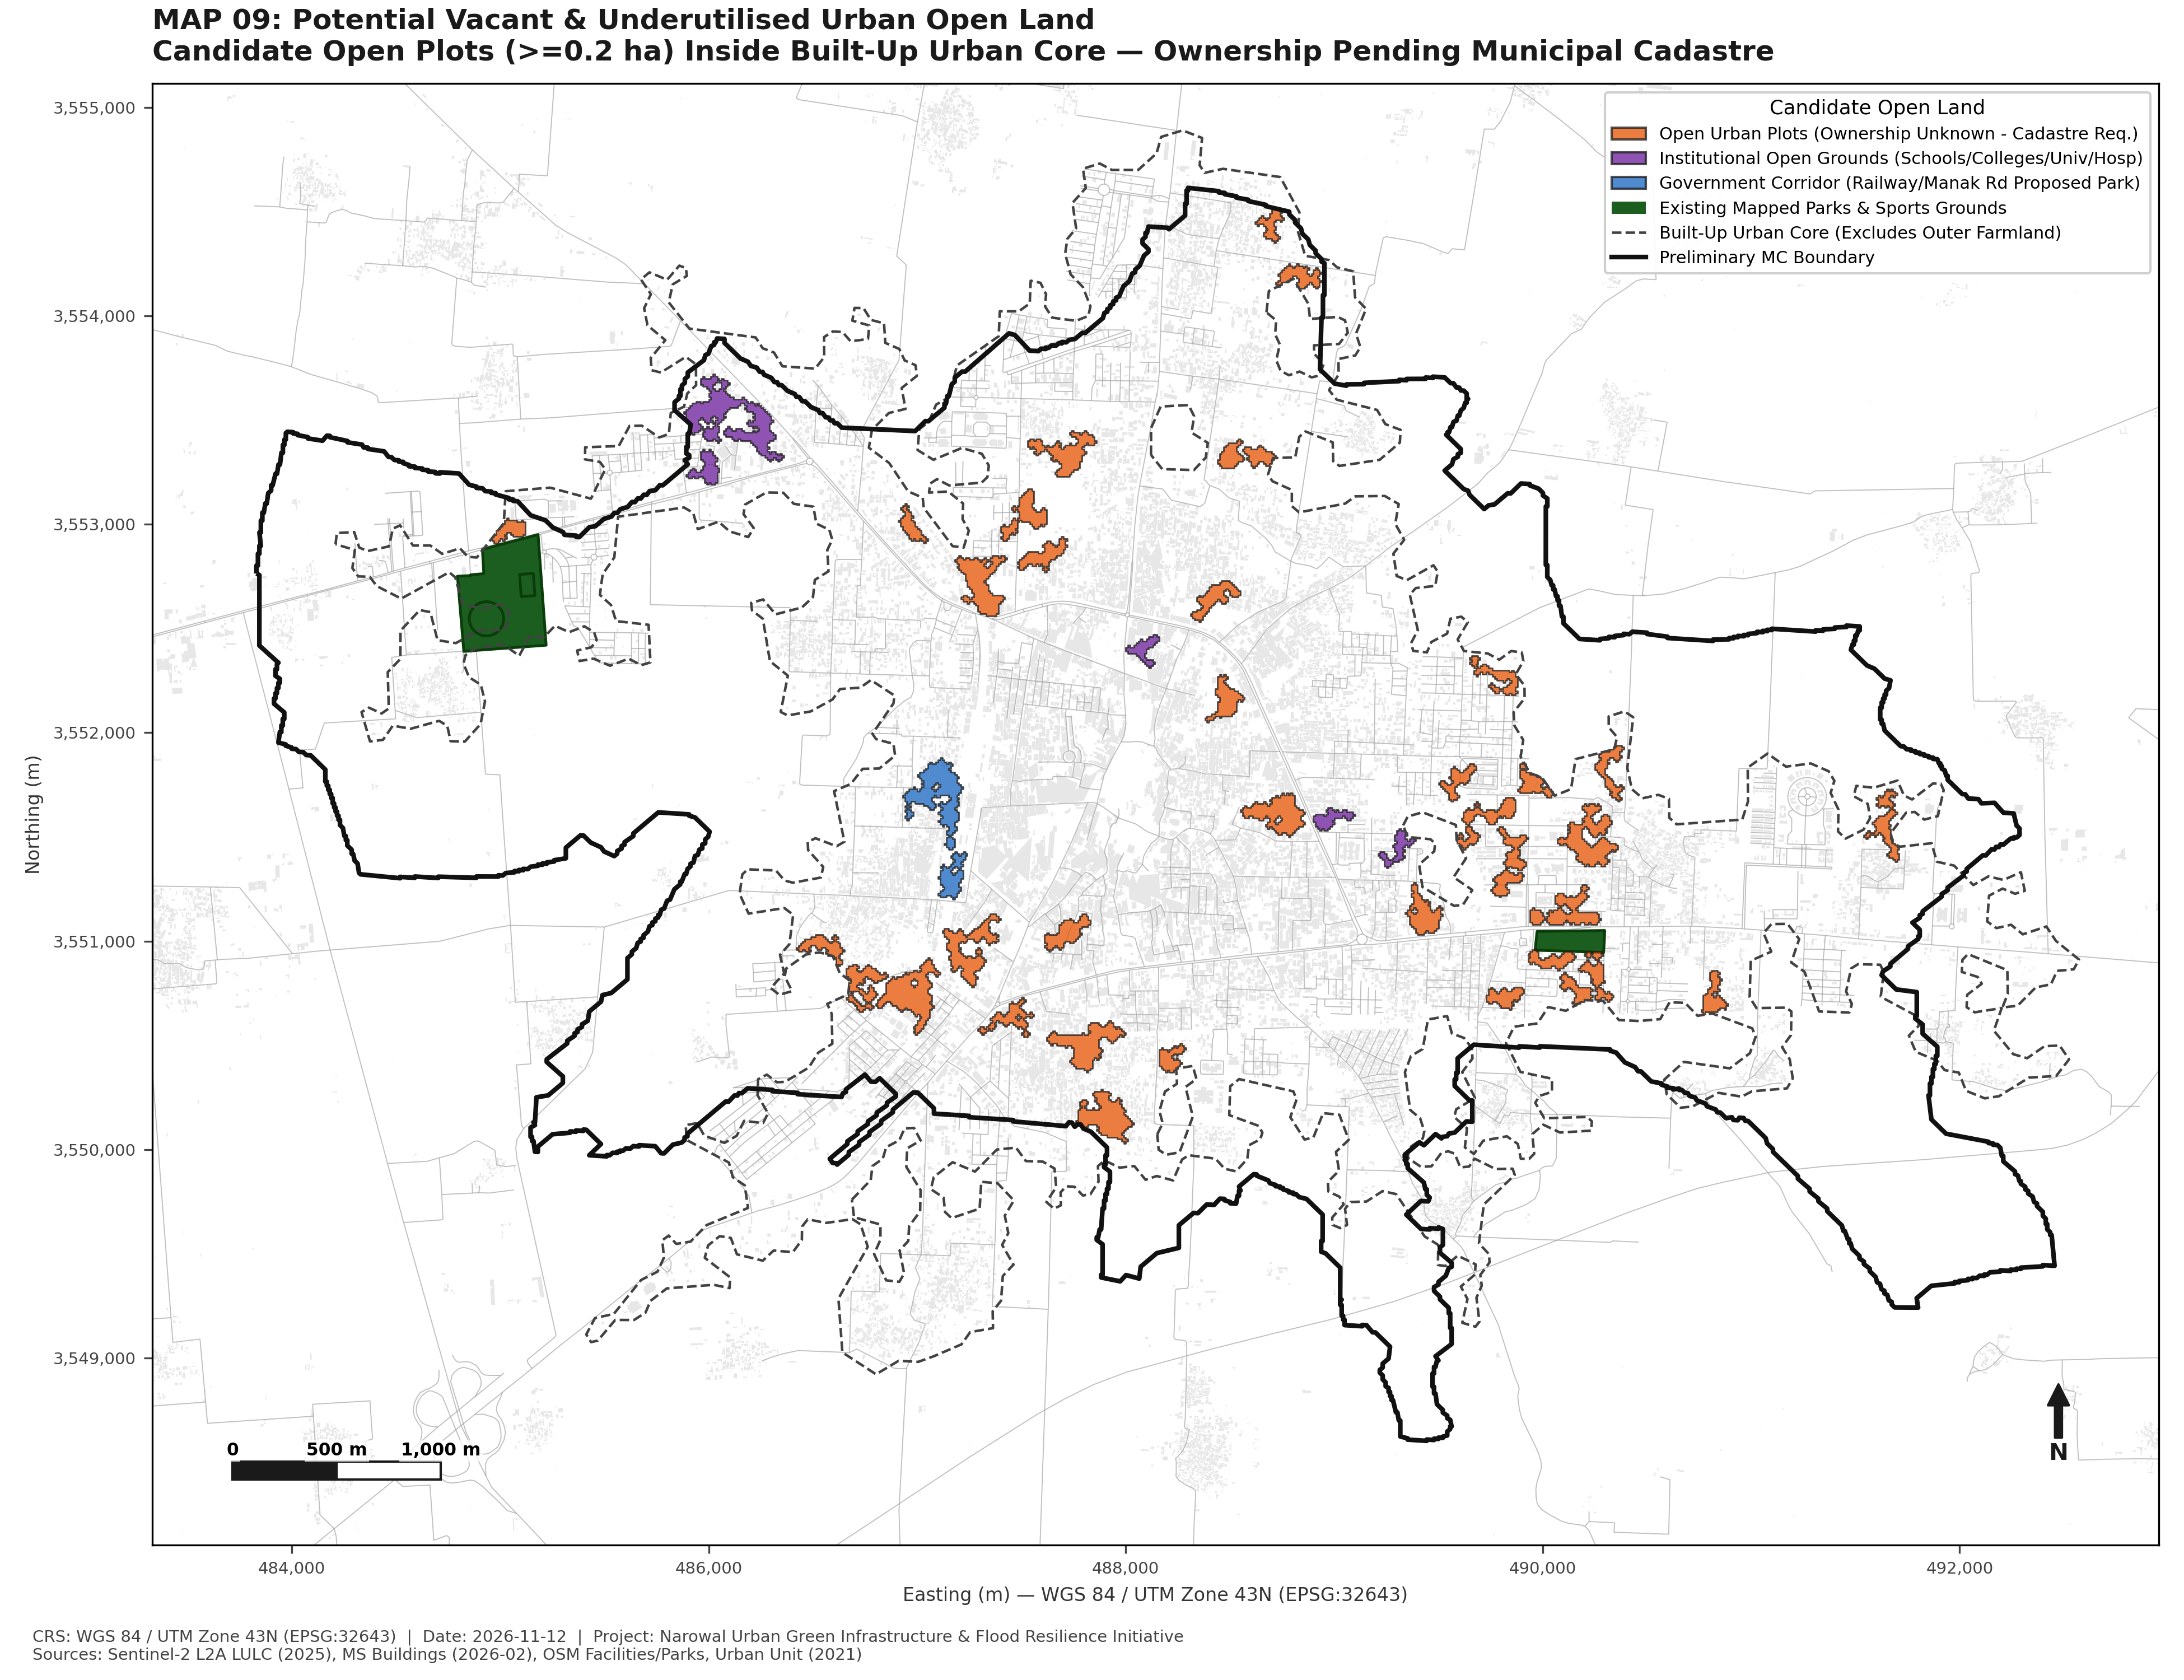 MAP 09: Potential Vacant & Underutilised Urban Open Land
Candidate Open Plots (>=0.2 ha) Inside Built-Up Urban Core — Ownership Pending Municipal Cadastre
Candidate Open Land
Open Urban Plots (Ownership Unknown - Cadastre Req.)
Institutional Open Grounds (Schools/Colleges/Univ/Hosp)
Government Corridor (Railway/Manak Rd Proposed Park)
Existing Mapped Parks & Sports Grounds
Built-Up Urban Core (Excludes Outer Farmland)
Preliminary MC Boundary
3,555,000
3,554,000
3,553,000
3,552,000
3,551,000
3,550,000
3,549,000
Northing (m)
0 500 m 1,000 m
N
484,000 486,000 488,000 490,000 492,000
Easting (m) — WGS 84 / UTM Zone 43N (EPSG:32643)
CRS: WGS 84 / UTM Zone 43N (EPSG:32643) | Date: 2026-11-12 | Project: Narowal Urban Green Infrastructure & Flood Resilience Initiative
Sources: Sentinel-2 L2A LULC (2025), MS Buildings (2026-02), OSM Facilities/Parks, Urban Unit (2021)